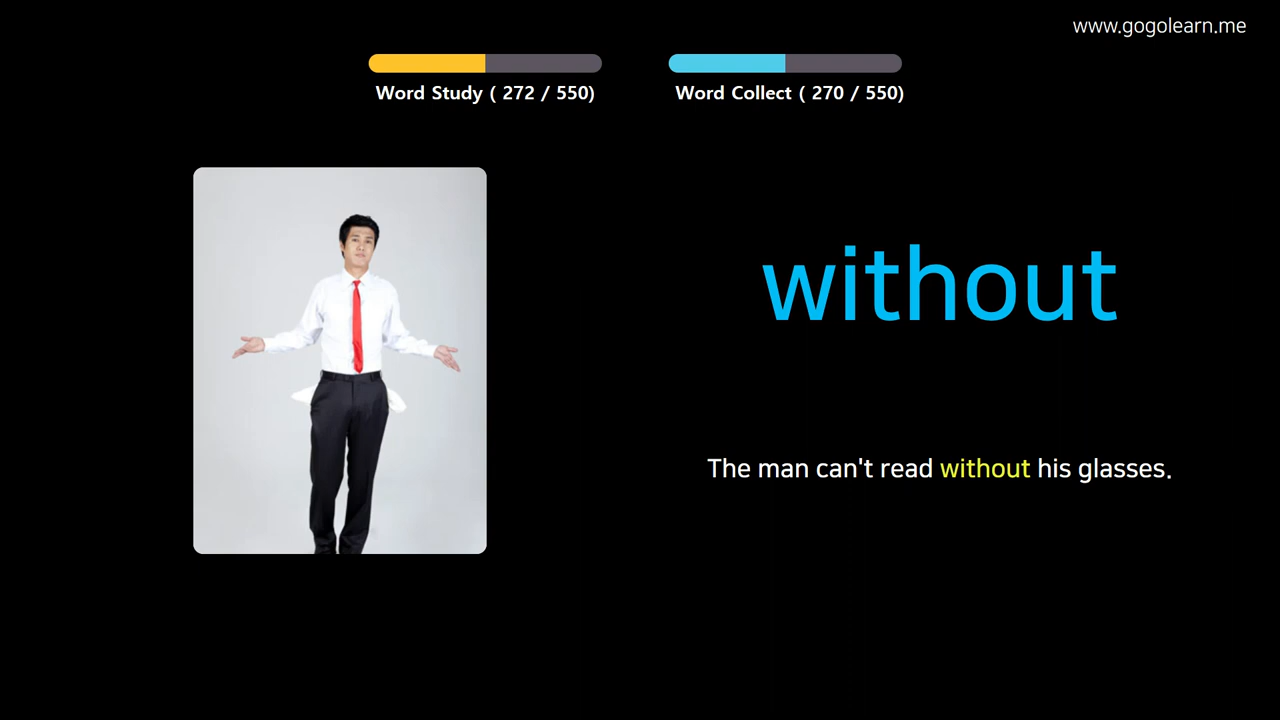 www.gogolearn.me
Word Study ( 272 / 550)
Word Collect ( 270 / 550)
without
The man can't read without his glasses.